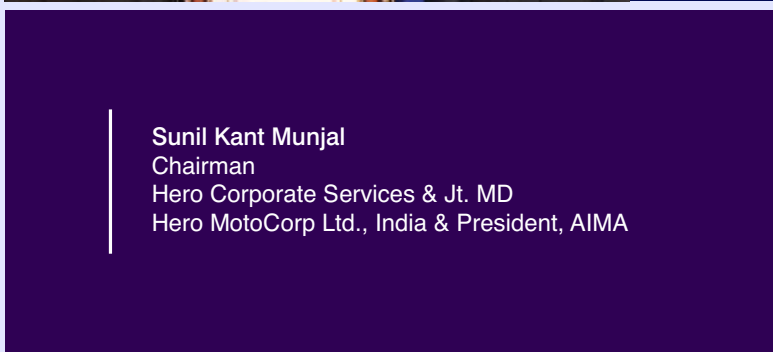 Sunil Kant Munjal
Chairman
Hero Corporate Services & Jt. MD
Hero MotoCorp Ltd., India & President, AIMA